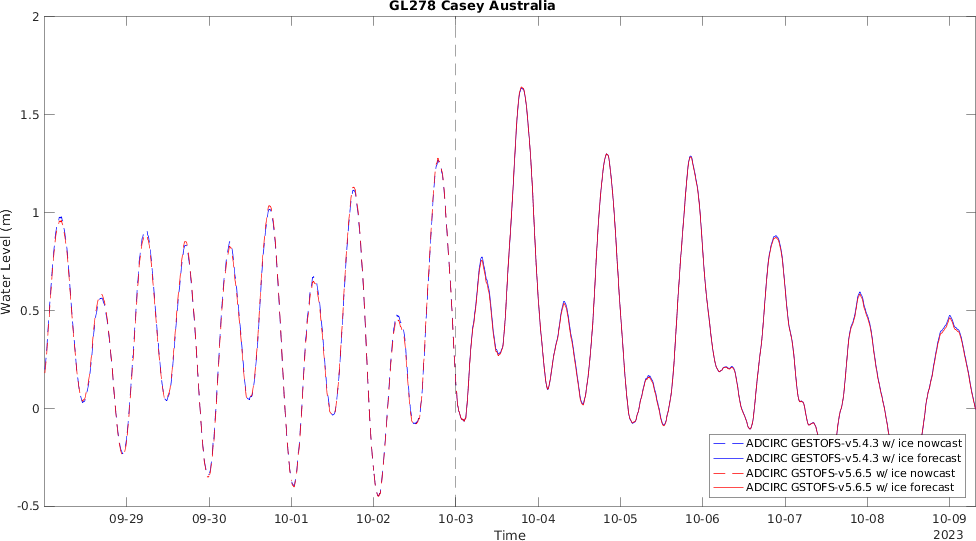 GL278 Casey Australia
2
1.5
1
0.5
0
-0.5
Water Level (m)
ADCIRC GESTOFS-v5.4.3 w/ ice nowcast
ADCIRC GESTOFS-v5.4.3 w/ ice forecast
ADCIRC GSTOFS-v5.6.5 w/ ice nowcast
ADCIRC GSTOFS-v5.6.5 w/ ice forecast
09-29 09-30 10-01 10-02 10-03 10-04 10-05 10-06 10-07 10-08 10-09
Time 2023